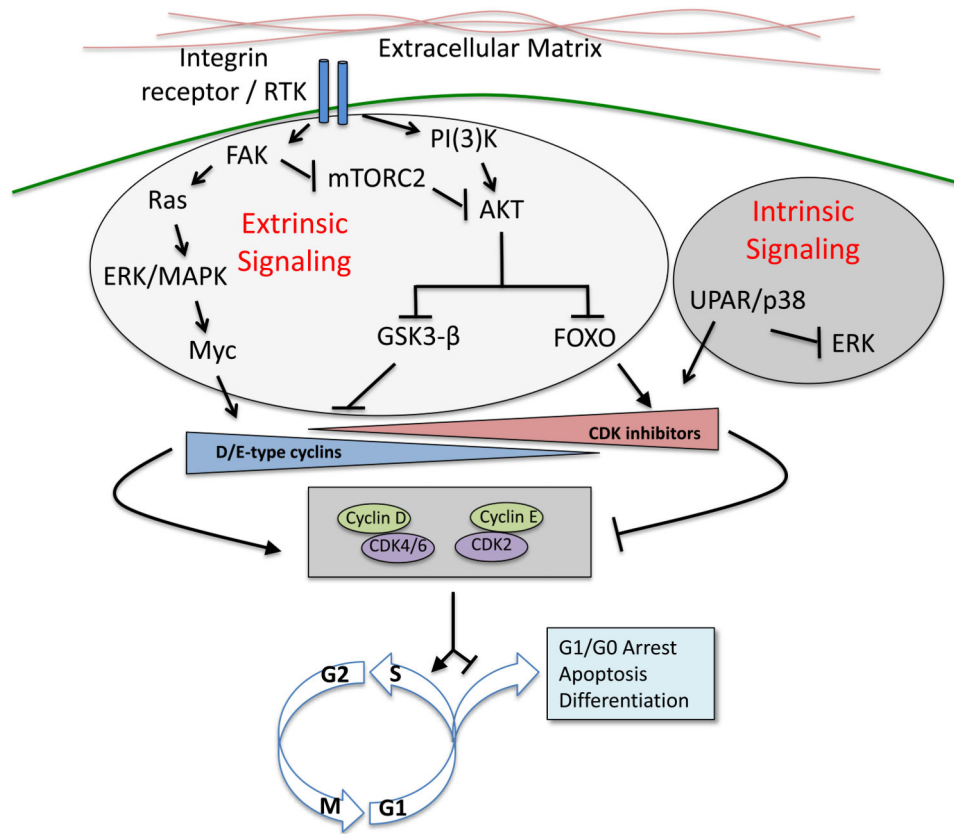 Extracellular Matrix
Integrin
receptor / RTK
PI(3)K
FAK
mTORC2
Ras
AKT
Extrinsic
Signaling
Intrinsic
Signaling
ERK/MAPK
UPAR/p38
GSK3-β
FOXO
ERK
Myc
CDK inhibitors
D/E-type cyclins
Cyclin D
Cyclin E
CDK4/6
CDK2
G1/G0 Arrest
Apoptosis
Differentiation
G2
S
M
G1